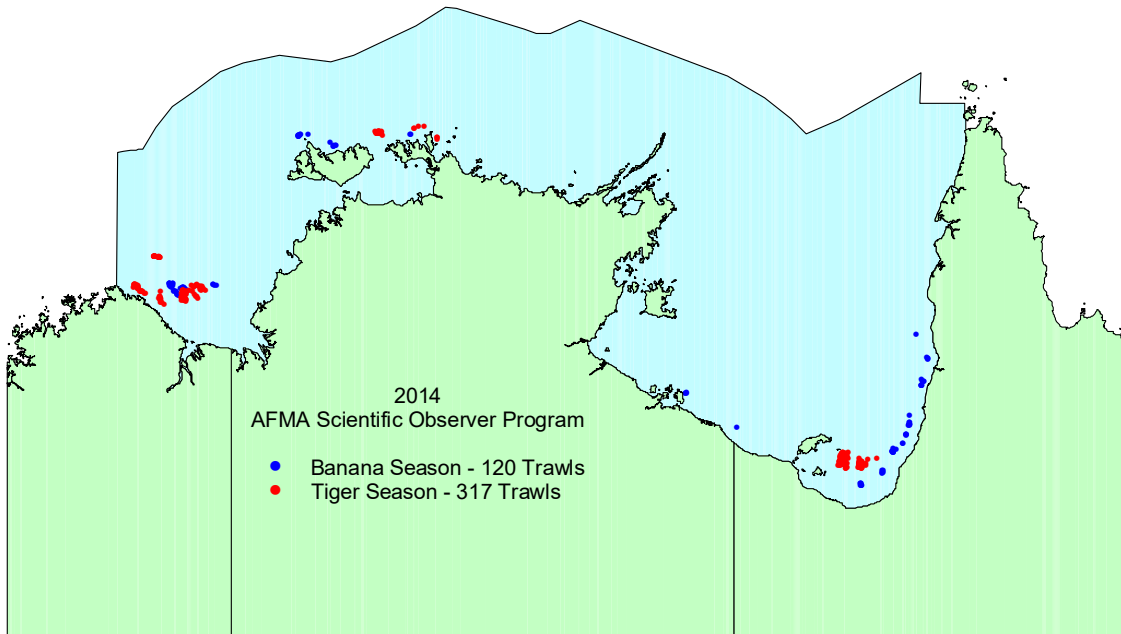 2014
AFMA Scientific Observer Program
Banana Season - 120 Trawls
Tiger Season - 317 Trawls